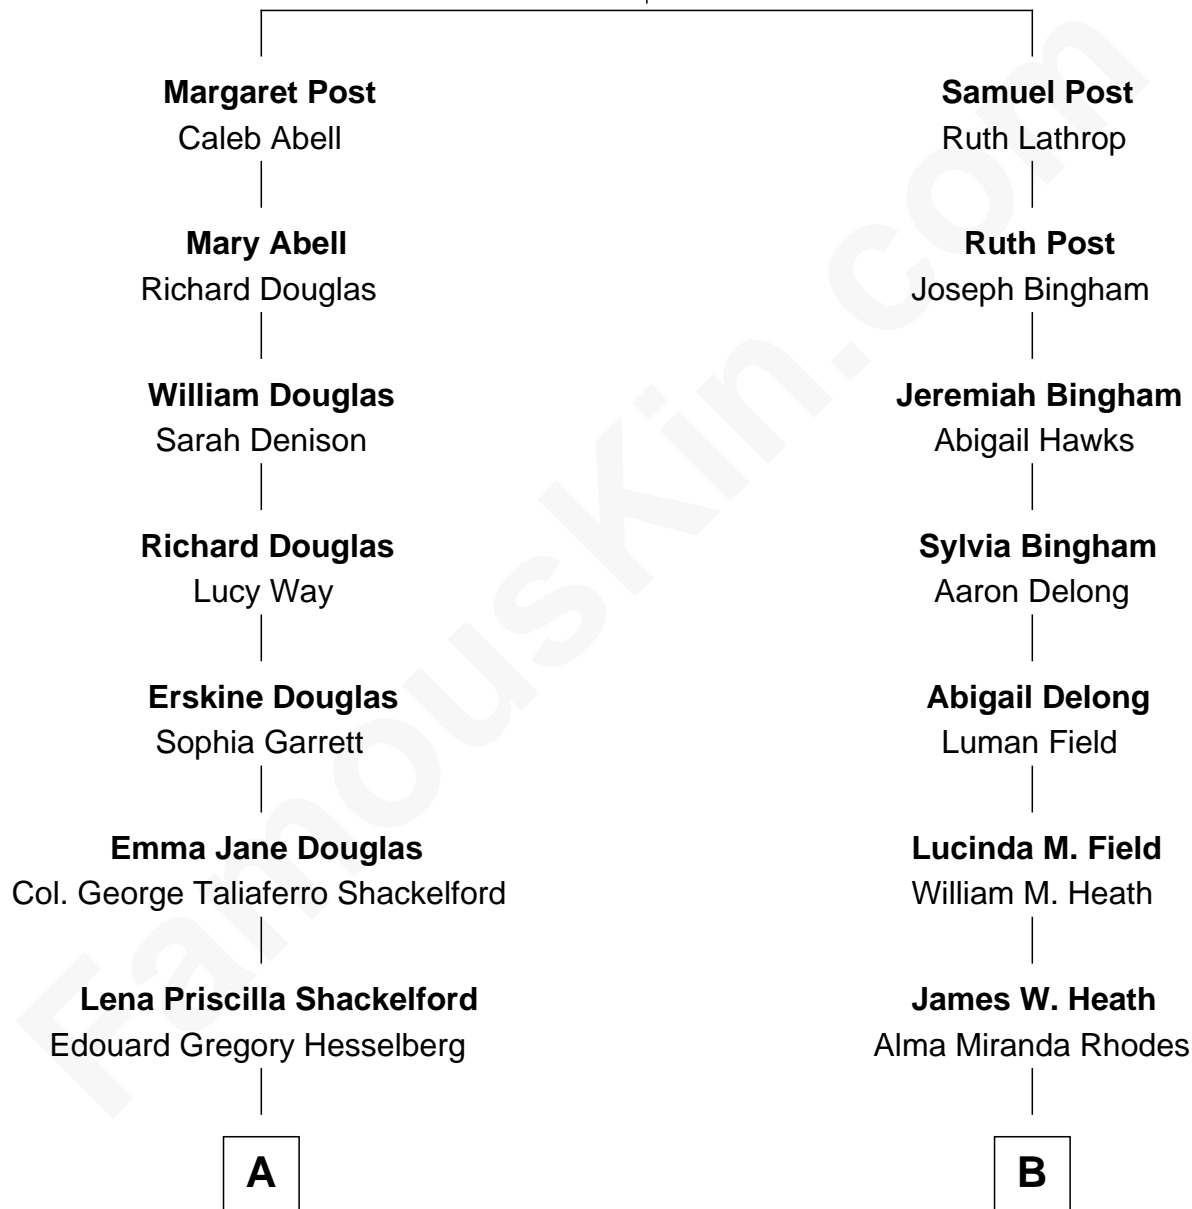 Margaret Post
Caleb Abell
Mary Abell
Richard Douglas
William Douglas
Sarah Denison
Richard Douglas
Lucy Way
Erskine Douglas
Sophia Garrett
Emma Jane Douglas
Col. George Taliaferro Shackelford
Lena Priscilla Shackelford
Edouard Gregory Hesselberg
A
Samuel Post
Ruth Lathrop
Ruth Post
Joseph Bingham
Jeremiah Bingham
Abigail Hawks
Sylvia Bingham
Aaron Delong
Abigail Delong
Luman Field
Lucinda M. Field
William M. Heath
James W. Heath
Alma Miranda Rhodes
B
FamousKin.com